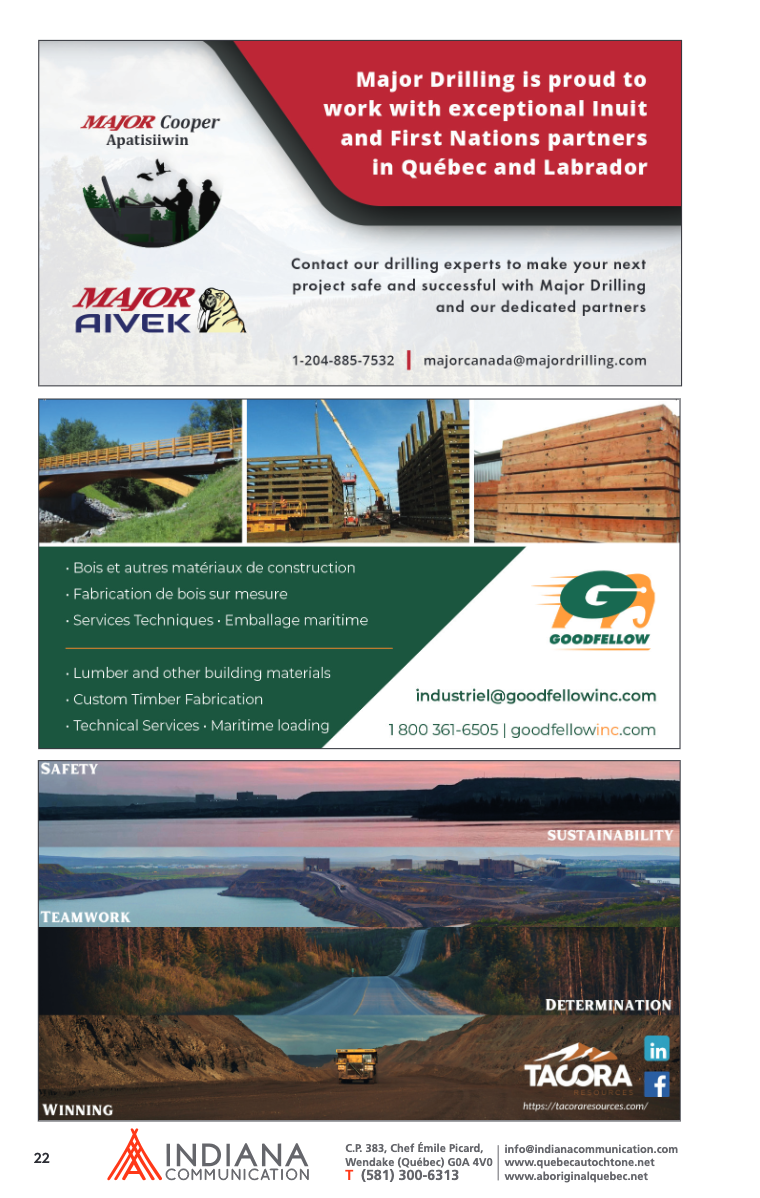 Major Drilling is proud to
work with exceptional Inuit
and First Nations partners
in Québec and Labrador
MAJOR Cooper
Apatisiiwin
MAJOR
AIVEK
Contact our drilling experts to make your next
project safe and successful with Major Drilling
and our dedicated partners
1-204-885-7532 | majorcanada@majordrilling.com
• Bois et autres matériaux de construction
• Fabrication de bois sur mesure
• Services Techniques • Emballage maritime
• Lumber and other building materials
• Custom Timber Fabrication
• Technical Services • Maritime loading
G
GOODFELLOW
industriel@goodfellowinc.com
1 800 361-6505 | goodfellowinc.com
SAFETY
SUSTAINABILITY
TEAMWORK
DETERMINATION
WINNING
TACORA
RESOURCES
in
f
https://tacoraresources.com/
22
INDIANA
COMMUNICATION
C.P. 383, Chef Émile Picard,
Wendake (Québec) G0A 4V0
T (581) 300-6313
info@indianacommunication.com
www.quebecautochtone.net
www.aboriginalquebec.net